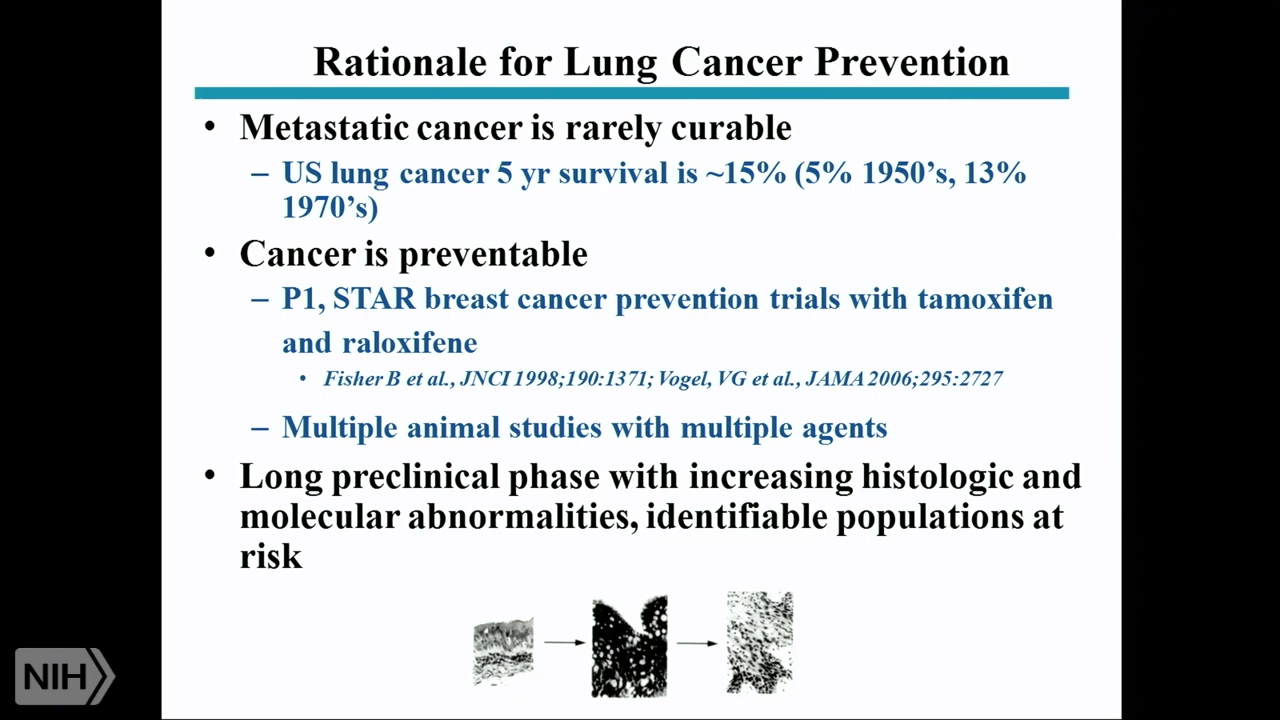 Rationale for Lung Cancer Prevention
• Metastatic cancer is rarely curable
– US lung cancer 5 yr survival is ~15% (5% 1950’s, 13%
1970’s)
• Cancer is preventable
– P1, STAR breast cancer prevention trials with tamoxifen
and raloxifene
• Fisher B et al., JNCI 1998;190:1371; Vogel, VG et al., JAMA 2006;295:2727
– Multiple animal studies with multiple agents
• Long preclinical phase with increasing histologic and
molecular abnormalities, identifiable populations at
risk
NIH